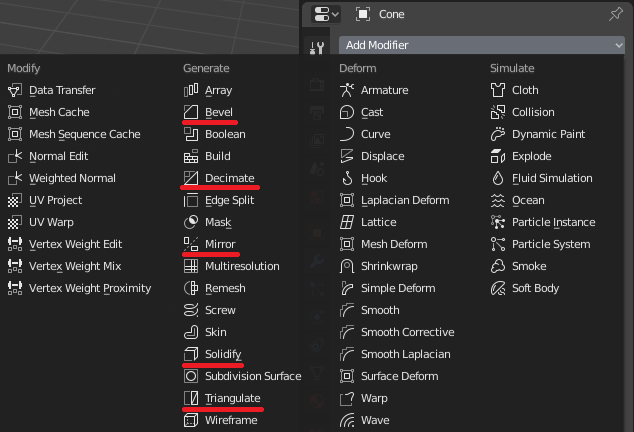 Cone
Add Modifier
Modify
Data Transfer
Mesh Cache
Mesh Sequence Cache
Normal Edit
Weighted Normal
UV Project
UV Warp
Vertex Weight Edit
Vertex Weight Mix
Vertex Weight Proximity
Generate
Array
Bevel
Boolean
Build
Decimate
Edge Split
Mask
Mirror
Multiresolution
Remesh
Screw
Skin
Solidify
Subdivision Surface
Triangulate
Wireframe
Deform
Armature
Cast
Curve
Displace
Hook
Laplacian Deform
Lattice
Mesh Deform
Shrinkwrap
Simple Deform
Smooth
Smooth Corrective
Smooth Laplacian
Surface Deform
Warp
Wave
Simulate
Cloth
Collision
Dynamic Paint
Explode
Fluid Simulation
Ocean
Particle Instance
Particle System
Smoke
Soft Body